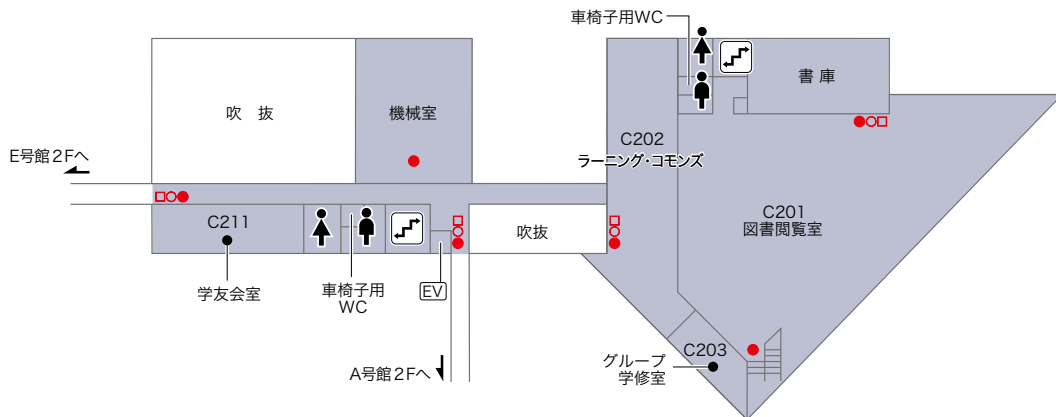 車椅子用WC
吹 抜
機械室
書 庫
C202
ラーニング・コモンズ
E号館2Fへ
C211
C201
図書閲覧室
吹抜
学友会室
車椅子用
WC
EV
C203
グループ
学修室
A号館2Fへ